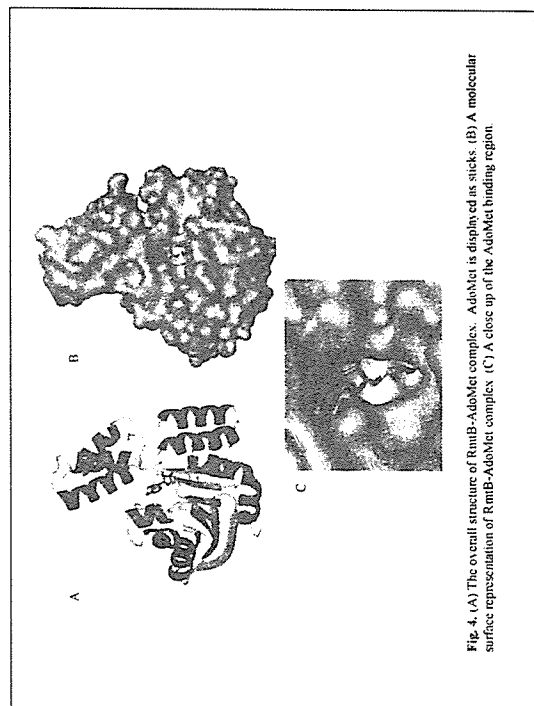 A
B
C
Fig. 4. (A) The overall structure of RmtB-AdoMet complex. AdoMet is displayed as sticks. (B) A molecular
surface representation of RmtB-AdoMet complex. (C) A close up of the AdoMet binding region.